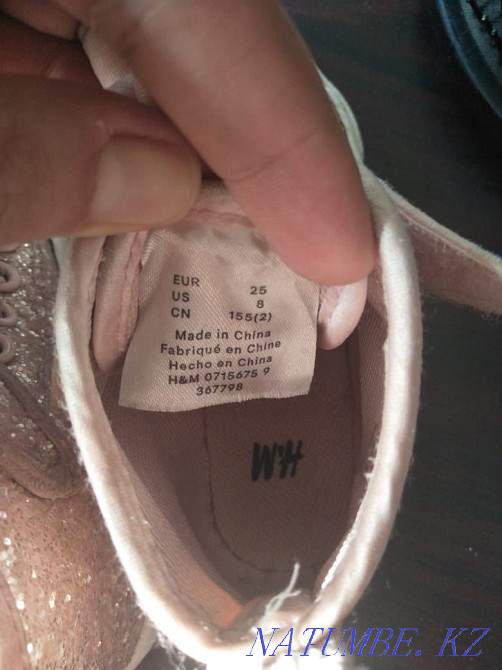 EUR 25
US 8
CN 155(2)
Made in China
Fabriqué en Chine
Hecho en China
H&M 0715675 9
367798
H&M
NATUMBE. KZ